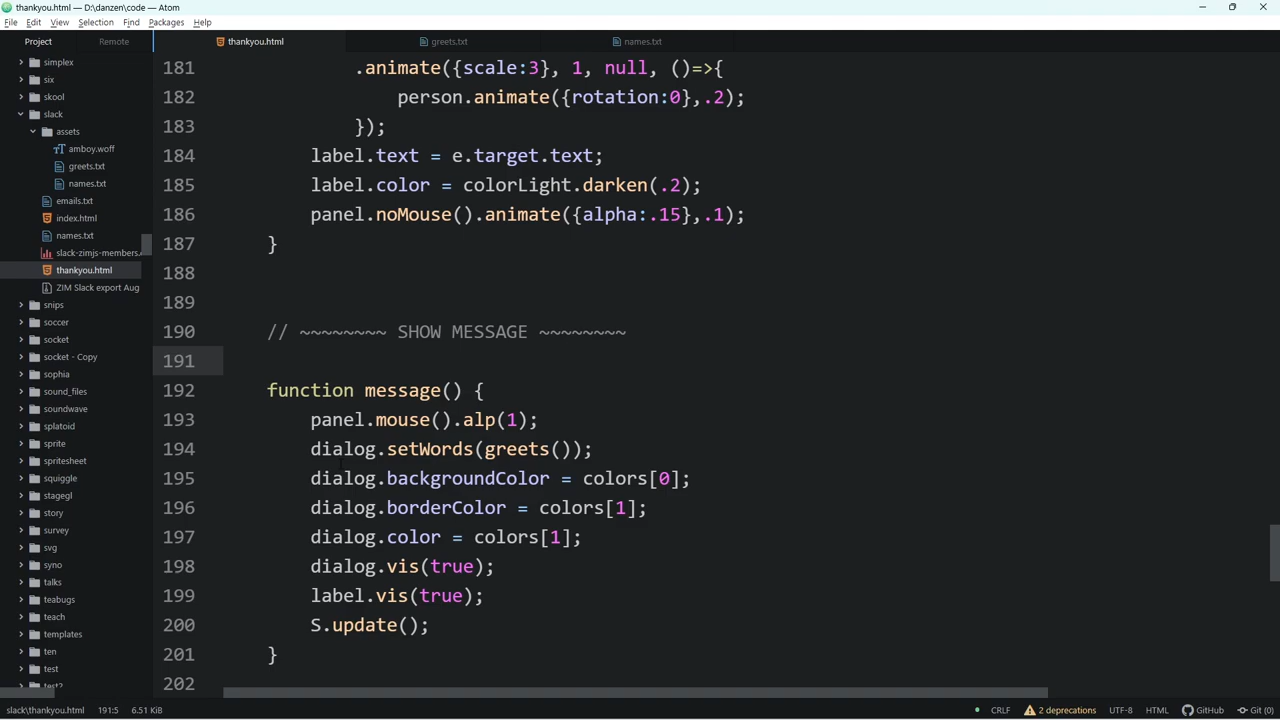 thankyou.html — D:\danzen\code — Atom
File Edit View Selection Find Packages Help
Project Remote thankyou.html greets.txt names.txt
simplex
six
skool
slack
assets
amboy.woff
greets.txt
names.txt
emails.txt
index.html
names.txt
slack-zimjs-members.
thankyou.html
ZIM Slack export Aug
snips
soccer
socket
socket - Copy
sophia
sound_files
soundwave
splatoid
sprite
spritesheet
squiggle
stagegl
story
survey
svg
syno
talks
teabugs
teach
templates
ten
test
test2
181 .animate({scale:3}, 1, null, ()=>{
182 person.animate({rotation:0},.2);
183 });
184 label.text = e.target.text;
185 label.color = colorLight.darken(.2);
186 panel.noMouse().animate({alpha:.15},.1);
187 }
188
189
190 // ~~~~~~~~ SHOW MESSAGE ~~~~~~~~
191
192 function message() {
193 panel.mouse().alp(1);
194 dialog.setWords(greets());
195 dialog.backgroundColor = colors[0];
196 dialog.borderColor = colors[1];
197 dialog.color = colors[1];
198 dialog.vis(true);
199 label.vis(true);
200 S.update();
201 }
202
slack\thankyou.html 191:5 6.51 KiB CRLF 2 deprecations UTF-8 HTML GitHub Git (0)